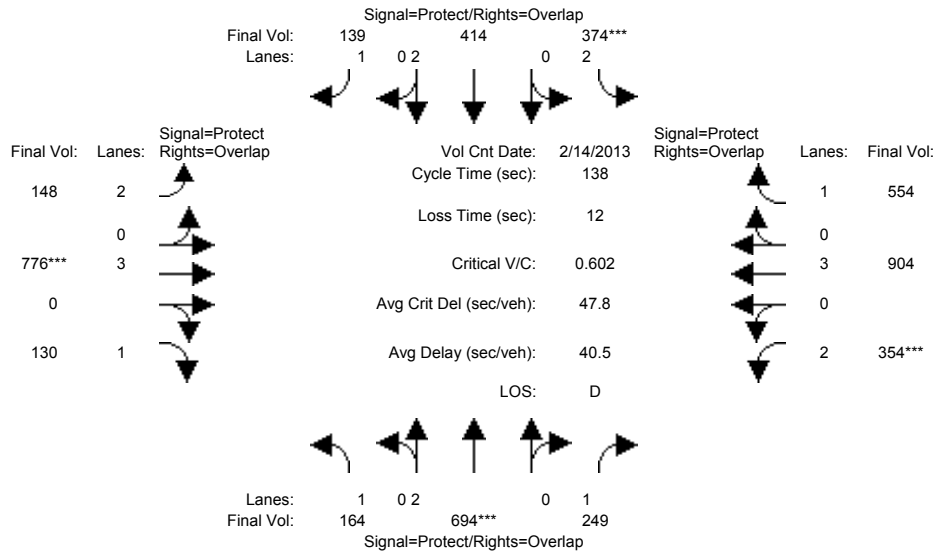 Signal=Protect/Rights=Overlap
Final Vol: 139 414 374***
Lanes: 1 0 2 0 2
Signal=Protect
Final Vol: Lanes: Rights=Overlap
Vol Cnt Date: 2/14/2013
Signal=Protect
Rights=Overlap Lanes: Final Vol:
148 2 Cycle Time (sec): 138 1 554
0 Loss Time (sec): 12 0
776*** 3 Critical V/C: 0.602 3 904
0 0 Avg Crit Del (sec/veh): 47.8 0
130 1 Avg Delay (sec/veh): 40.5 2 354***
LOS: D
Lanes: 1 0 2 0 1
Final Vol: 164 694*** 249
Signal=Protect/Rights=Overlap